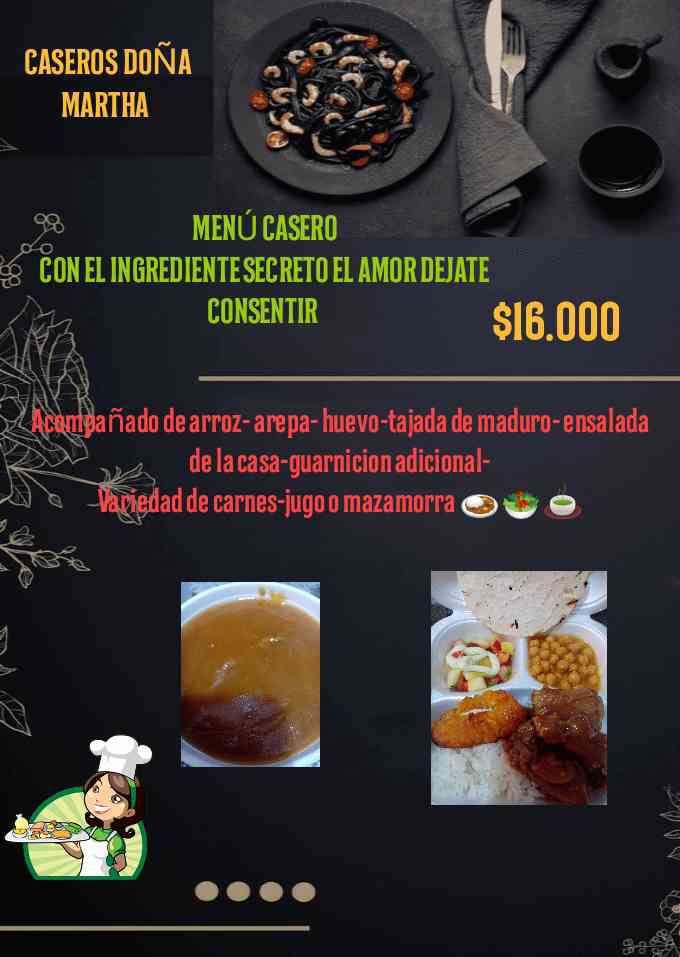 CASEROS DOÑA
MARTHA
MENÚ CASERO
CON EL INGREDIENTE SECRETO EL AMOR DEJATE
CONSENTIR
$16.000
Acompañado de arroz- arepa- huevo-tajada de maduro- ensalada
de la casa-guarnicion adicional-
Variedad de carnes-jugo o mazamorra